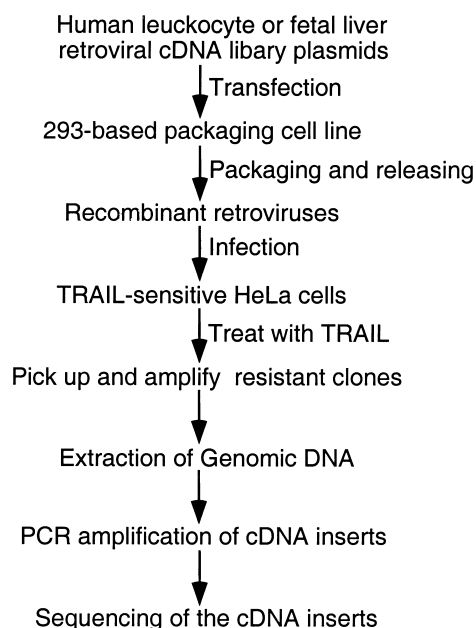 Human leuckocyte or fetal liver
retroviral cDNA libary plasmids
Transfection
293-based packaging cell line
Packaging and releasing
Recombinant retroviruses
Infection
TRAIL-sensitive HeLa cells
Treat with TRAIL
Pick up and amplify resistant clones
Extraction of Genomic DNA
PCR amplification of cDNA inserts
Sequencing of the cDNA inserts